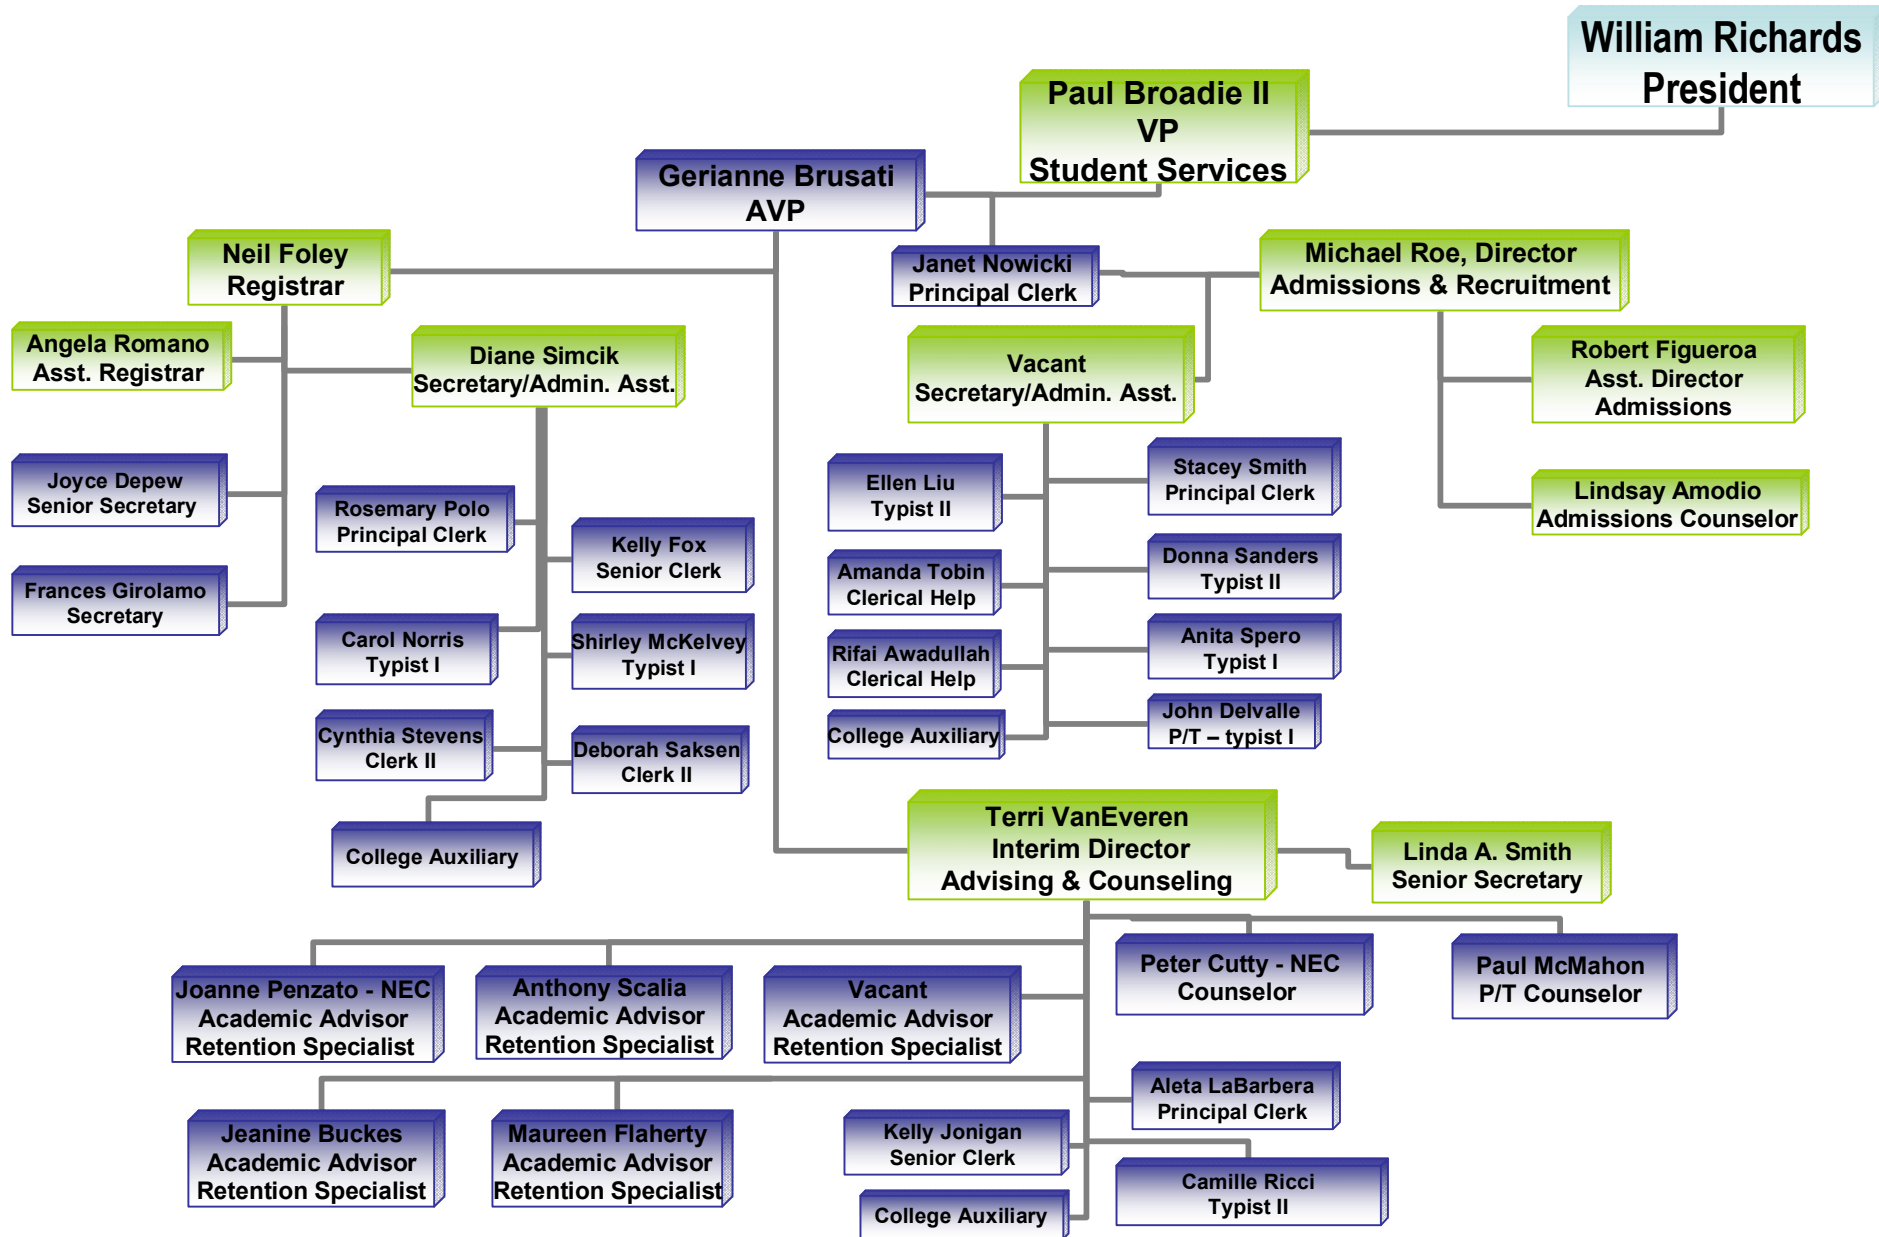 William Richards
President
Paul Broadie II
VP
Student Services
Gerianne Brusati
AVP
Neil Foley
Registrar
Janet Nowicki
Principal Clerk
Michael Roe, Director
Admissions & Recruitment
Angela Romano
Asst. Registrar
Diane Simcik
Secretary/Admin. Asst.
Vacant
Secretary/Admin. Asst.
Robert Figueroa
Asst. Director
Admissions
Joyce Depew
Senior Secretary
Rosemary Polo
Principal Clerk
Kelly Fox
Senior Clerk
Ellen Liu
Typist II
Stacey Smith
Principal Clerk
Lindsay Amodio
Admissions Counselor
Frances Girolamo
Secretary
Amanda Tobin
Clerical Help
Donna Sanders
Typist II
Carol Norris
Typist I
Shirley McKelvey
Typist I
Rifai Awadullah
Clerical Help
Anita Spero
Typist I
Cynthia Stevens
Clerk II
Deborah Saksen
Clerk II
College Auxiliary
John Delvalle
P/T – typist I
College Auxiliary
Terri VanEveren
Interim Director
Advising & Counseling
Linda A. Smith
Senior Secretary
Joanne Penzato - NEC
Academic Advisor
Retention Specialist
Anthony Scalia
Academic Advisor
Retention Specialist
Vacant
Academic Advisor
Retention Specialist
Peter Cutty - NEC
Counselor
Paul McMahon
P/T Counselor
Jeanine Buckes
Academic Advisor
Retention Specialist
Maureen Flaherty
Academic Advisor
Retention Specialist
Kelly Jonigan
Senior Clerk
Aleta LaBarbera
Principal Clerk
College Auxiliary
Camille Ricci
Typist II